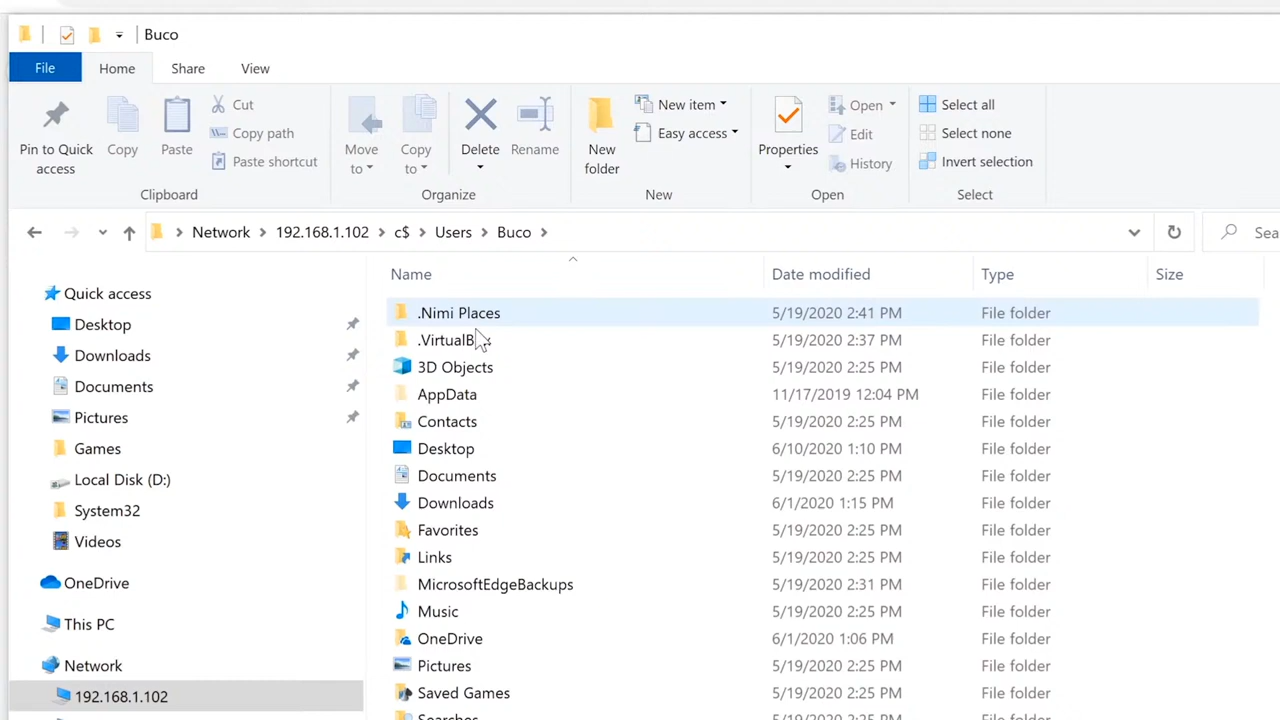 Buco
File Home Share View
Pin to Quick access
Copy
Paste
Cut
Copy path
Paste shortcut
Clipboard
Move to
Copy to
Delete
Rename
Organize
New folder
New item
Easy access
New
Properties
Open
Edit
History
Open
Select all
Select none
Invert selection
Select
Network 192.168.1.102 c$ Users Buco
Sea
Quick access
Desktop
Downloads
Documents
Pictures
Games
Local Disk (D:)
System32
Videos
OneDrive
This PC
Network
192.168.1.102
Name Date modified Type Size
.Nimi Places 5/19/2020 2:41 PM File folder
5/19/2020 2:37 PM File folder
3D Objects 5/19/2020 2:25 PM File folder
AppData 11/17/2019 12:04 PM File folder
Contacts 5/19/2020 2:25 PM File folder
Desktop 6/10/2020 1:10 PM File folder
Documents 5/19/2020 2:25 PM File folder
Downloads 6/1/2020 1:15 PM File folder
Favorites 5/19/2020 2:25 PM File folder
Links 5/19/2020 2:25 PM File folder
MicrosoftEdgeBackups 5/19/2020 2:31 PM File folder
Music 5/19/2020 2:25 PM File folder
OneDrive 6/1/2020 1:06 PM File folder
Pictures 5/19/2020 2:25 PM File folder
Saved Games 5/19/2020 2:25 PM File folder
Searches